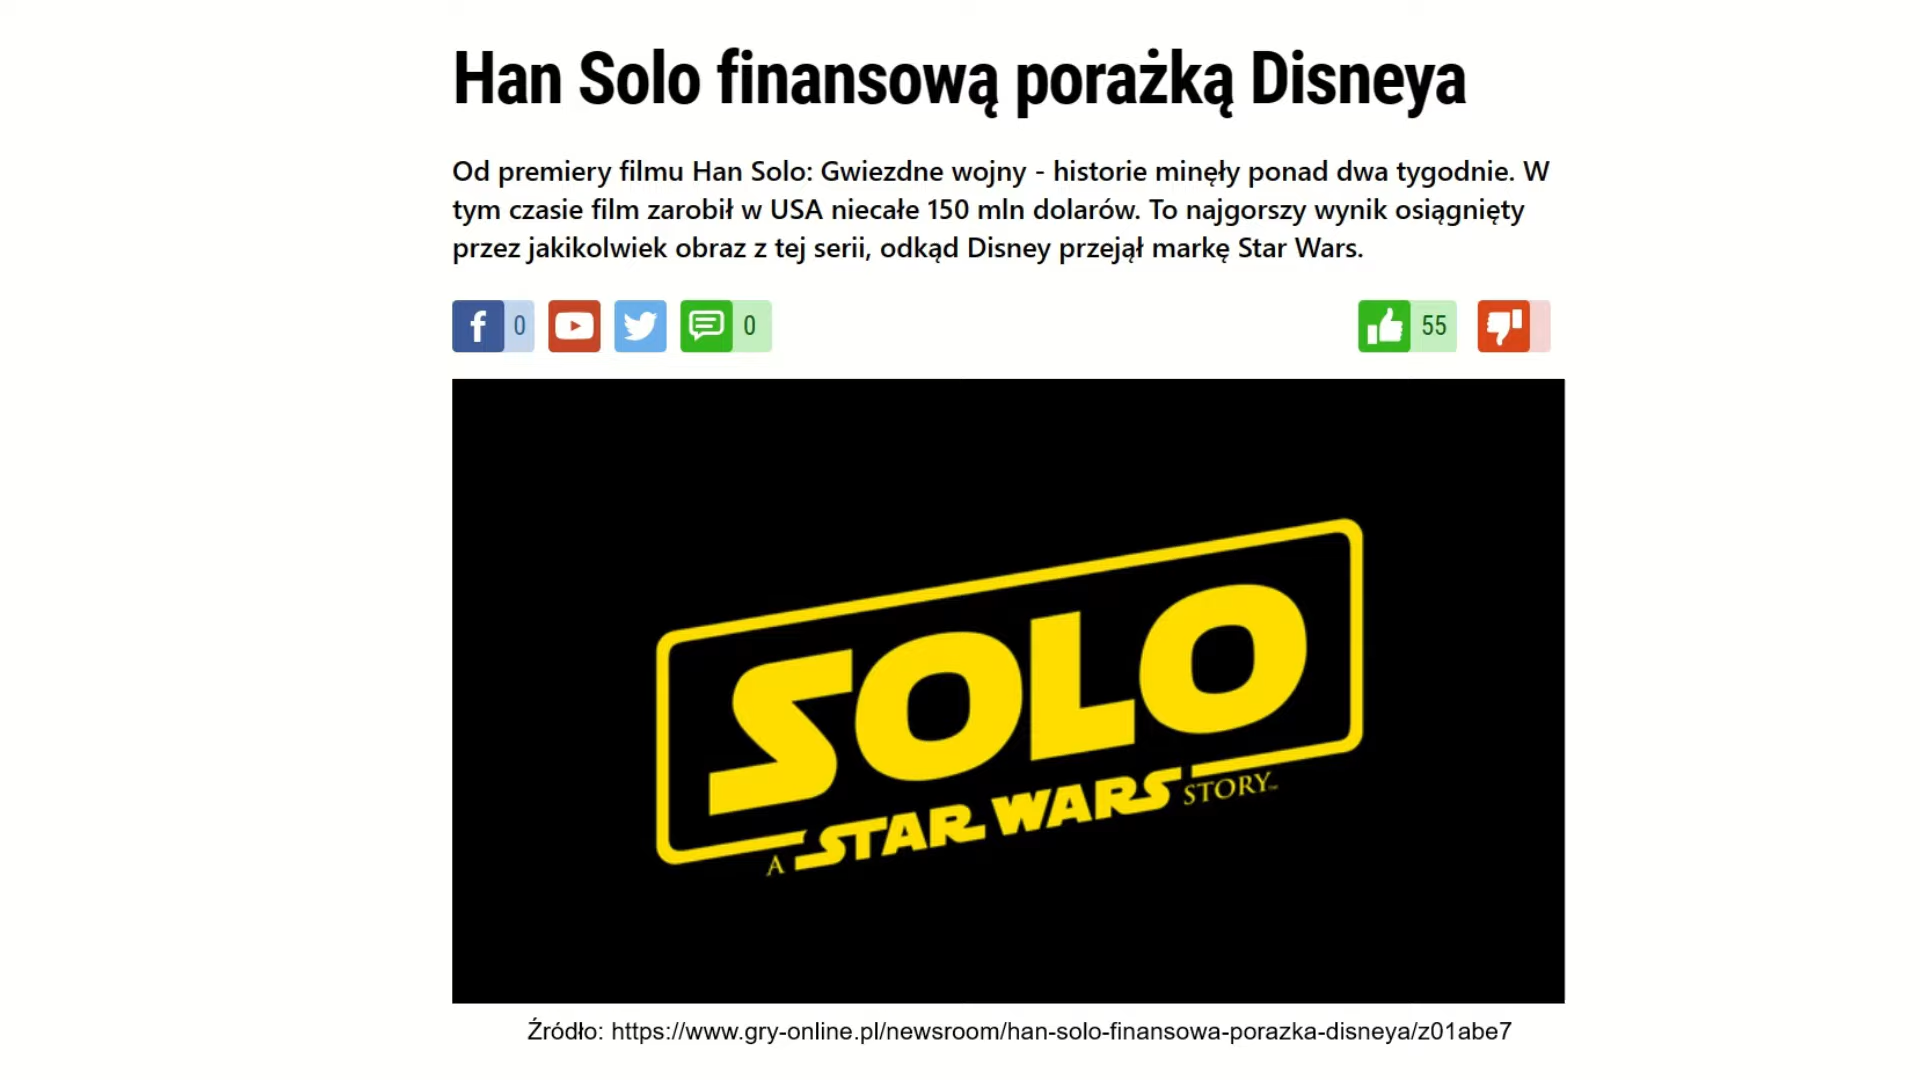 Han Solo finansową porażką Disneya
Od premiery filmu Han Solo: Gwiezdne wojny - historie minęły ponad dwa tygodnie. W
tym czasie film zarobił w USA niecałe 150 mln dolarów. To najgorszy wynik osiągnięty
przez jakikolwiek obraz z tej serii, odkąd Disney przejął markę Star Wars.
f 0 0 55
SOLO
A STAR WARS STORY™
Źródło: https://www.gry-online.pl/newsroom/han-solo-finansowa-porazka-disneya/z01abe7